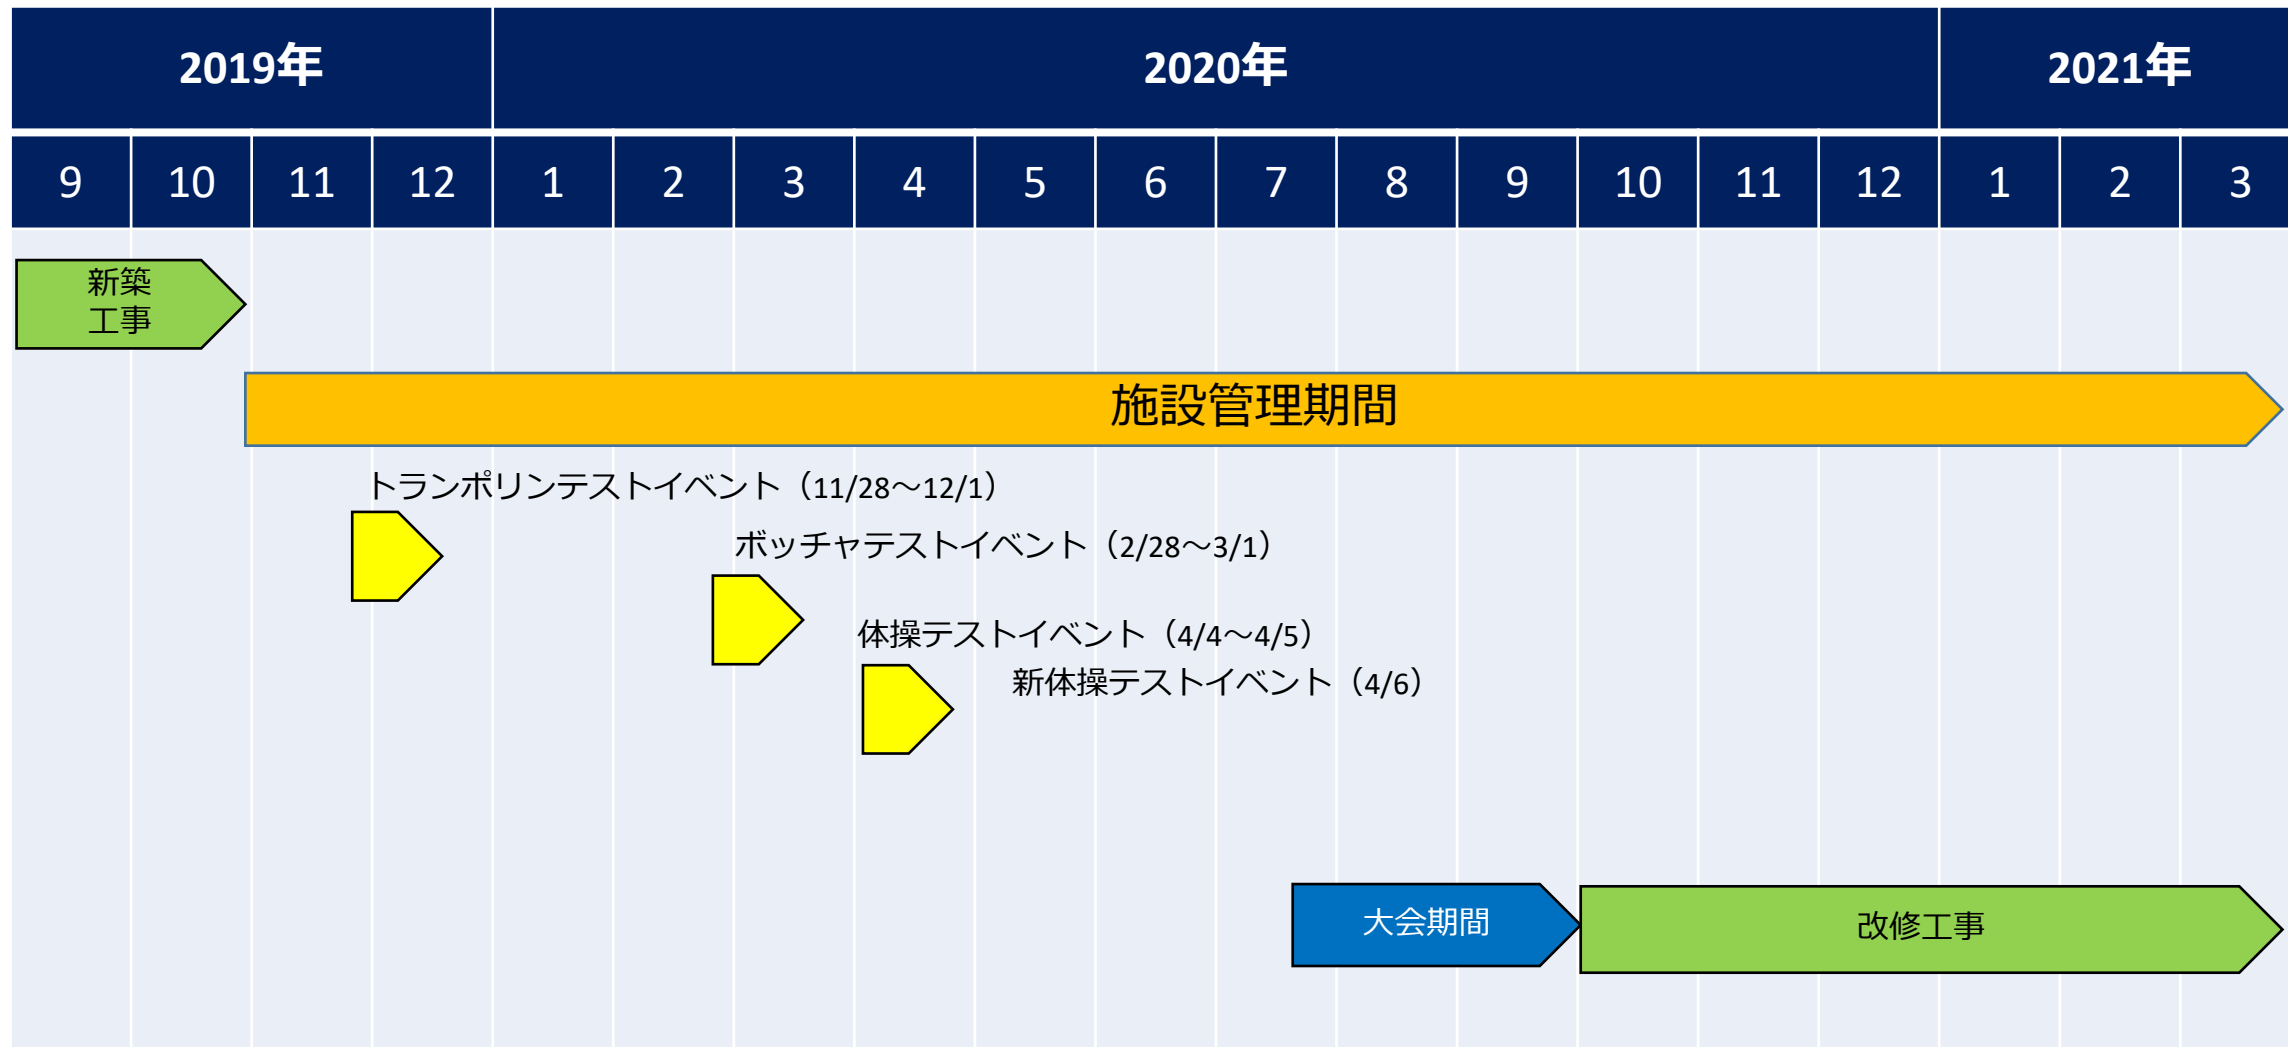 2019年 2020年 2021年
9 10 11 12 1 2 3 4 5 6 7 8 9 10 11 12 1 2 3
新築
工事
施設管理期間
トランポリンテストイベント（11/28～12/1）
ボッチャテストイベント（2/28～3/1）
体操テストイベント（4/4～4/5）
新体操テストイベント（4/6）
大会期間
改修工事